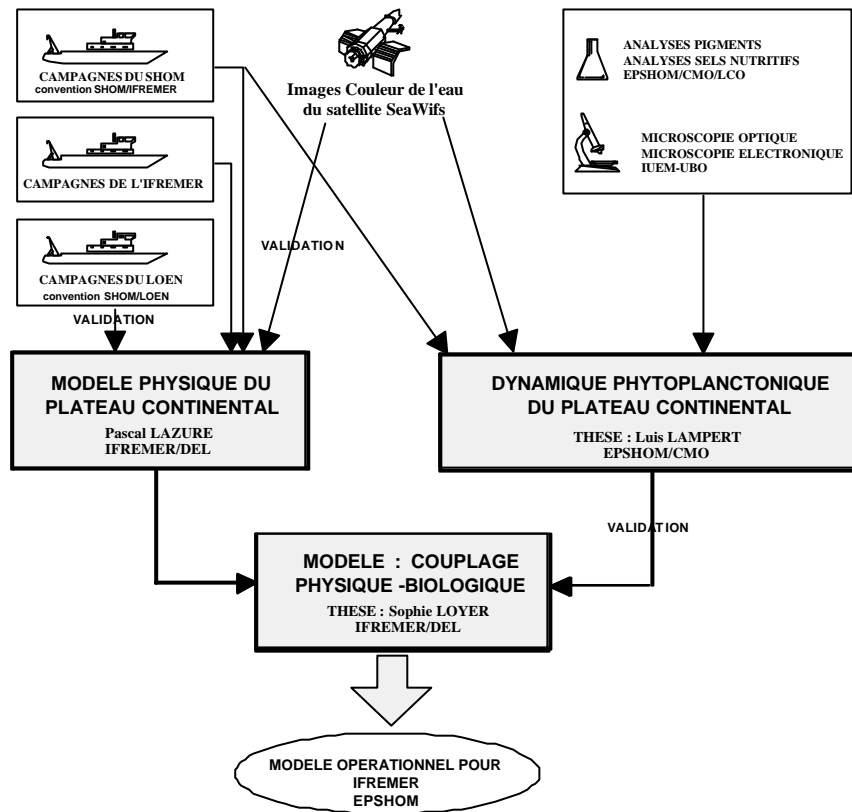 CAMPAGNES DU SHOM
convention SHOM/IFREMER
CAMPAGNES DE L'IFREMER
CAMPAGNES DU LOEN
convention SHOM/LOEN
VALIDATION
Images Couleur de l'eau
du satellite SeaWifs
VALIDATION
ANALYSES PIGMENTS
ANALYSES SELS NUTRITIFS
EPSHOM/CMO/LCO
MICROSCOPIE OPTIQUE
MICROSCOPIE ELECTRONIQUE
IUEM-UBO
MODELE PHYSIQUE DU
PLATEAU CONTINENTAL
Pascal LAZURE
IFREMER/DEL
DYNAMIQUE PHYTOPLANCTONIQUE
DU PLATEAU CONTINENTAL
THESE : Luis LAMPERT
EPSHOM/CMO
VALIDATION
MODELE : COUPLAGE
PHYSIQUE -BIOLOGIQUE
THESE : Sophie LOYER
IFREMER/DEL
MODELE OPERATIONNEL POUR
IFREMER
EPSHOM